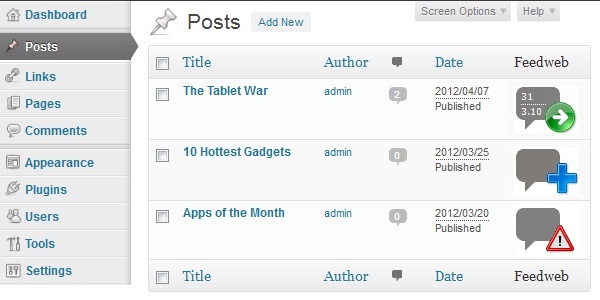 Dashboard
Posts
Links
Pages
Comments
Appearance
Plugins
Users
Tools
Settings
Screen Options Help
Posts Add New
Title Author Date Feedweb
The Tablet War admin 2 2012/04/07 31
Published 3.10
10 Hottest Gadgets admin 0 2012/03/25
Published
Apps of the Month admin 0 2012/03/20
Published
Title Author Date Feedweb